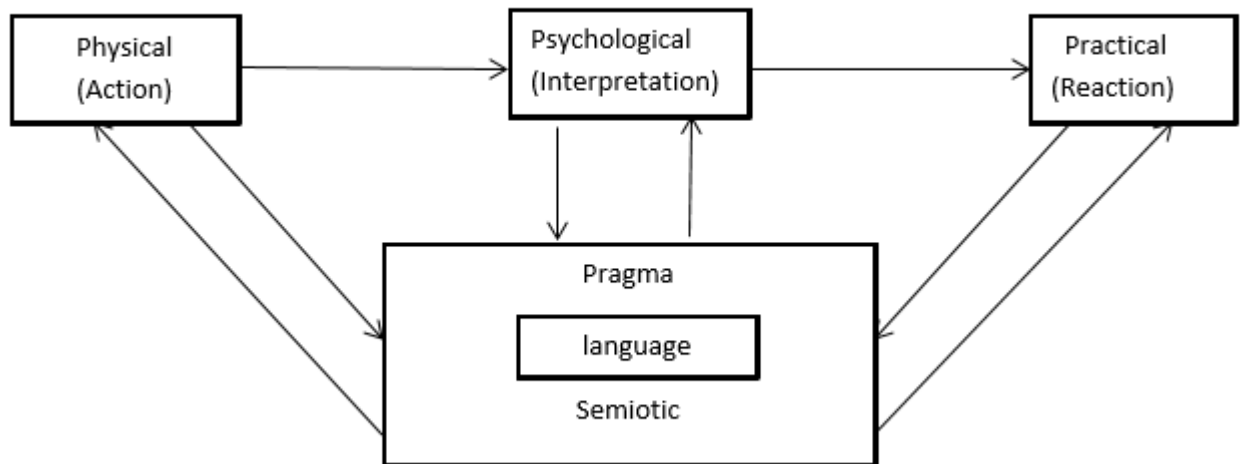 Physical
(Action)
Psychological
(Interpretation)
Practical
(Reaction)
Pragma
language
Semiotic